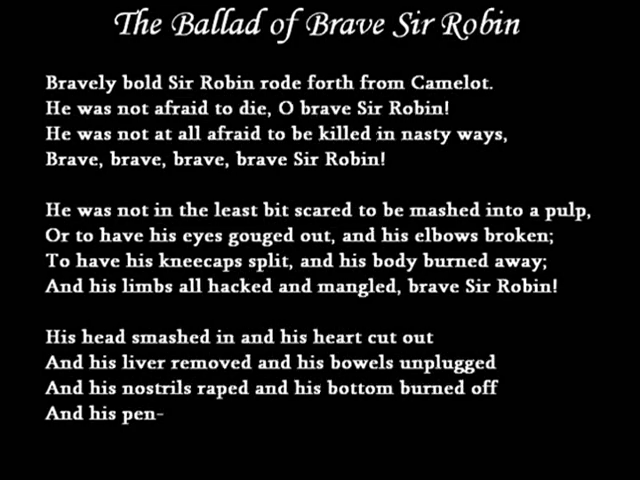 The Ballad of Brave Sir Robin
Bravely bold Sir Robin rode forth from Camelot.
He was not afraid to die, O brave Sir Robin!
He was not at all afraid to be killed in nasty ways,
Brave, brave, brave, brave Sir Robin!
He was not in the least bit scared to be mashed into a pulp,
Or to have his eyes gouged out, and his elbows broken;
To have his kneecaps split, and his body burned away;
And his limbs all hacked and mangled, brave Sir Robin!
His head smashed in and his heart cut out
And his liver removed and his bowels unplugged
And his nostrils raped and his bottom burned off
And his pen-